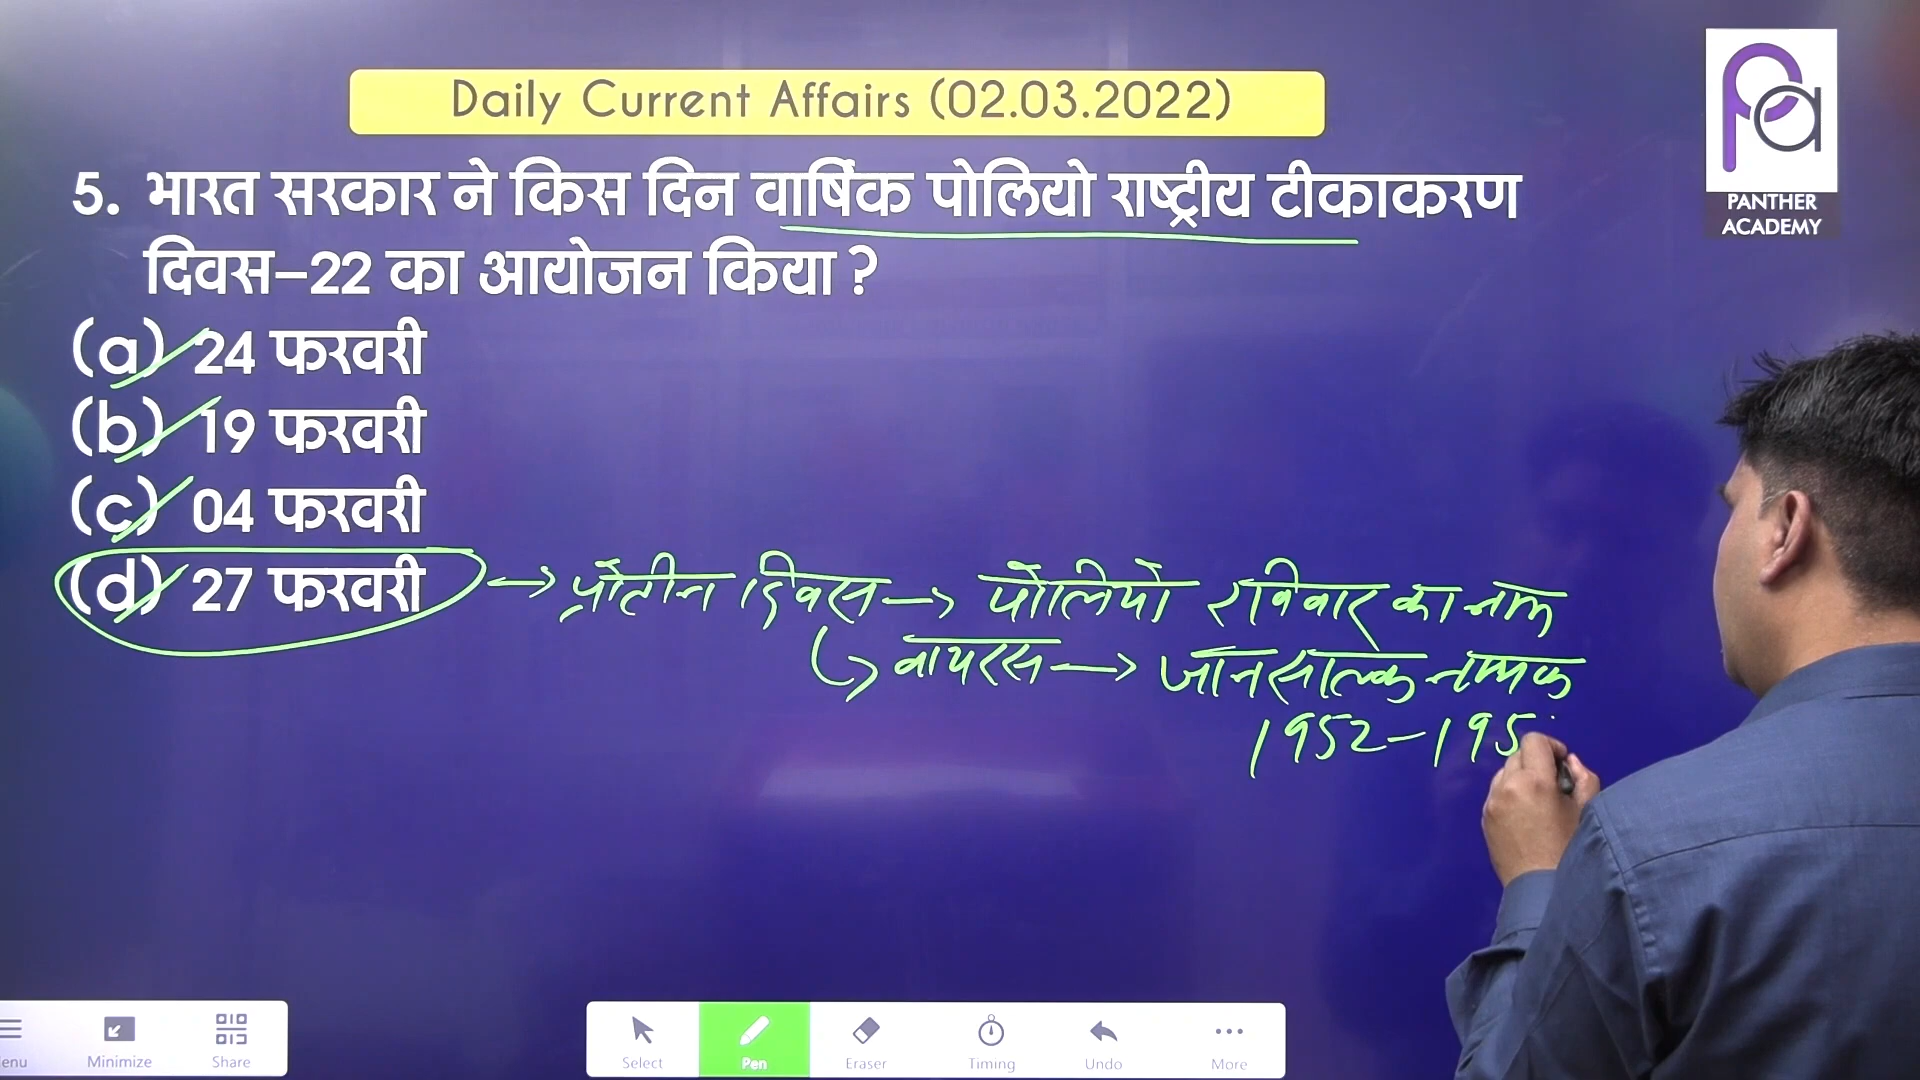 Daily Current Affairs (02.03.2022)
PANTHER
ACADEMY
5. भारत सरकार ने किस दिन वार्षिक पोलियो राष्ट्रीय टीकाकरण
दिवस–22 का आयोजन किया ?
(a) 24 फरवरी
(b) 19 फरवरी
(c) 04 फरवरी
(d) 27 फरवरी → प्रोटीन दिवस → पोलियो रविवार का नाम
वायरस → जॉनसाल्क नामक
1952–195
enu
Minimize
Share
Select
Pen
Eraser
Timing
Undo
More